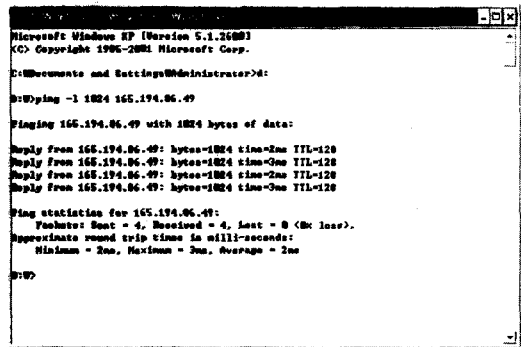 Microsoft Windows XP [Version 5.1.2600]
(C) Copyright 1985-2001 Microsoft Corp.
C:₩Documents and Settings₩Administrator>d:
D:₩>ping -l 1024 165.194.86.49
Pinging 165.194.86.49 with 1024 bytes of data:
Reply from 165.194.86.49: bytes=1024 time=2ms TTL=128
Reply from 165.194.86.49: bytes=1024 time=3ms TTL=128
Reply from 165.194.86.49: bytes=1024 time=2ms TTL=128
Reply from 165.194.86.49: bytes=1024 time=3ms TTL=128
Ping statistics for 165.194.86.49:
Packets: Sent = 4, Received = 4, Lost = 0 (0% loss),
Approximate round trip times in milli-seconds:
Minimum = 2ms, Maximum = 3ms, Average = 2ms
D:₩>